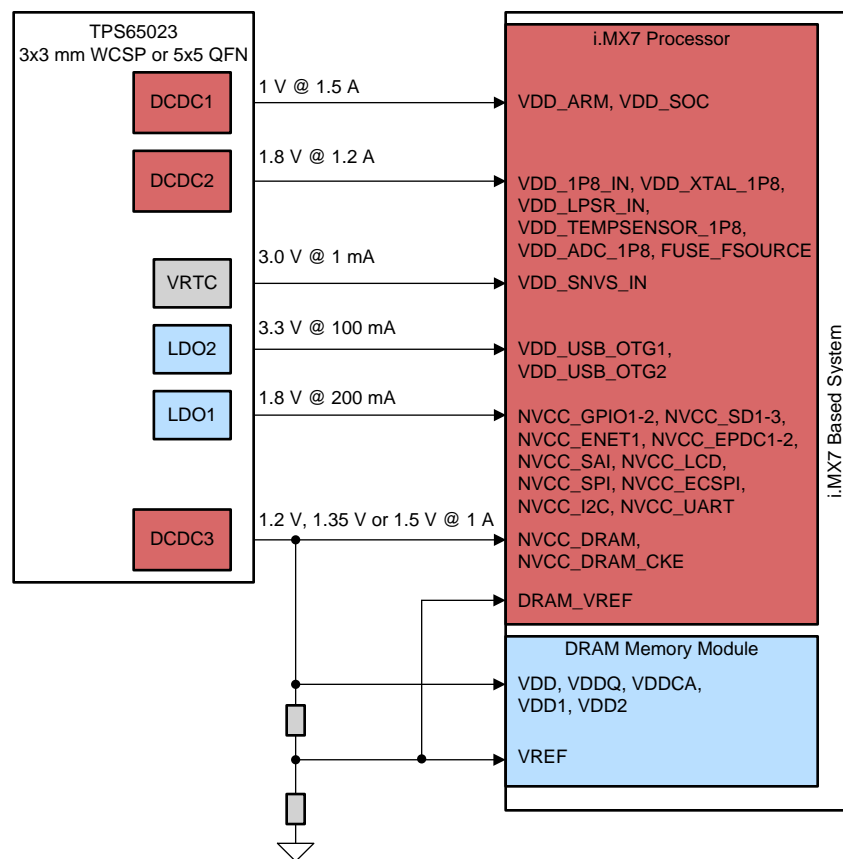 TPS65023
3x3 mm WCSP or 5x5 QFN
DCDC1
DCDC2
VRTC
LDO2
LDO1
DCDC3
1 V @ 1.5 A
1.8 V @ 1.2 A
3.0 V @ 1 mA
3.3 V @ 100 mA
1.8 V @ 200 mA
1.2 V, 1.35 V or 1.5 V @ 1 A
i.MX7 Processor
VDD_ARM, VDD_SOC
VDD_1P8_IN, VDD_XTAL_1P8,
VDD_LPSR_IN,
VDD_TEMPSENSOR_1P8,
VDD_ADC_1P8, FUSE_FSOURCE
VDD_SNVS_IN
VDD_USB_OTG1,
VDD_USB_OTG2
NVCC_GPIO1-2, NVCC_SD1-3,
NVCC_ENET1, NVCC_EPDC1-2,
NVCC_SAI, NVCC_LCD,
NVCC_SPI, NVCC_ECSPI,
NVCC_I2C, NVCC_UART
NVCC_DRAM,
NVCC_DRAM_CKE
DRAM_VREF
DRAM Memory Module
VDD, VDDQ, VDDCA,
VDD1, VDD2
VREF
i.MX7 Based System